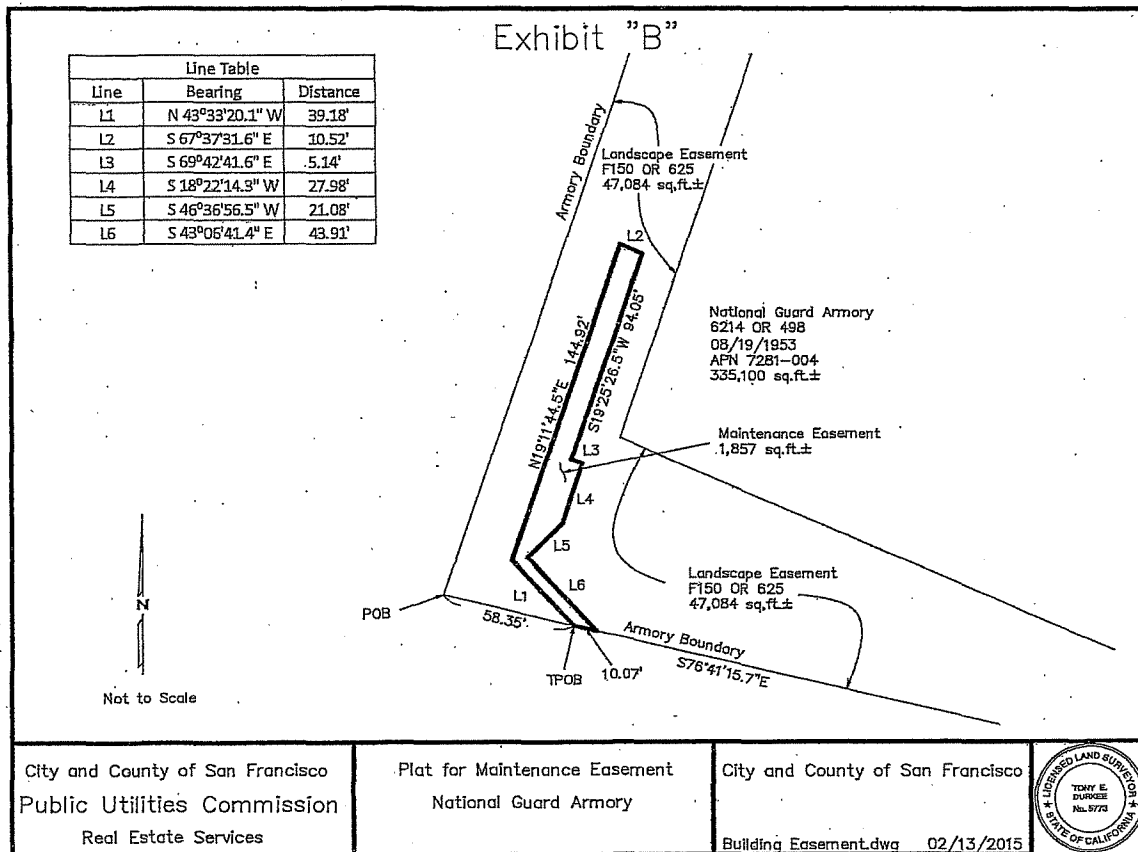 Exhibit "B"
Line Table
Line Bearing Distance
L1 N 43°33'20.1" W 39.18'
L2 S 67°37'31.6" E 10.52'
L3 S 69°42'41.6" E 5.14'
L4 S 18°22'14.3" W 27.98'
L5 S 46°36'56.5" W 21.08'
L6 S 43°06'41.4" E 43.91'
Armory Boundary
Landscape Easement
F150 OR 625
47,084 sq.ft.±
L2
N19°11'44.5"E 144.92'
S19°25'26.5"W 94.05'
National Guard Armory
6214 OR 498
08/19/1953
APN 7281-004
335,100 sq.ft.±
Maintenance Easement
1,857 sq.ft.±
L3
L4
L5
L6
L1
Landscape Easement
F150 OR 625
47,084 sq.ft.±
POB
58.35'
TPOB
10.07'
Armory Boundary
S76°41'15.7"E
N
Not to Scale
City and County of San Francisco
Public Utilities Commission
Real Estate Services
Plat for Maintenance Easement
National Guard Armory
City and County of San Francisco
Building Easement.dwg 02/13/2015
LICENSED LAND SURVEYOR
TONY E.
DURKEE
No. 5773
STATE OF CALIFORNIA